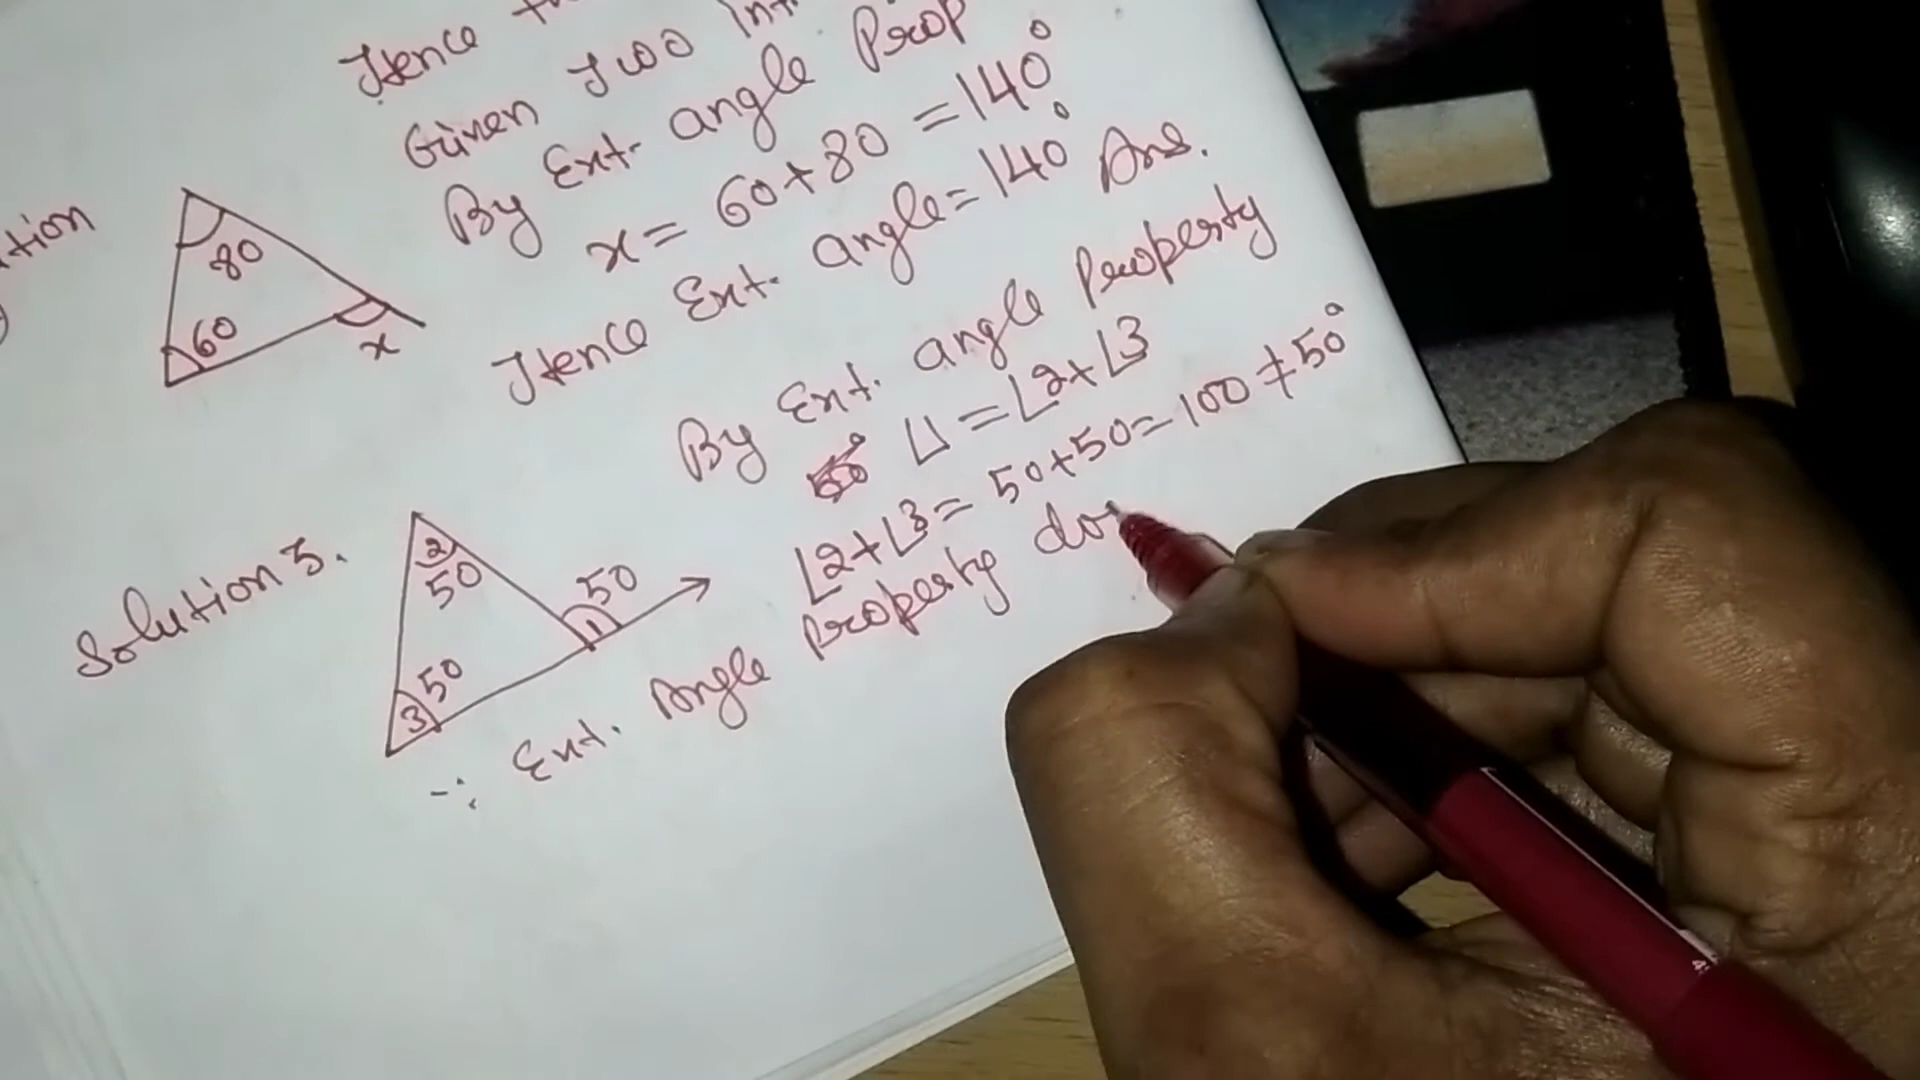 Hence
Given Two Int
By Ext. angle Prop
x = 60+80 = 140°
Hence Ext. angle = 140° Ans.
80
60
x
By Ext. angle Property
∠1 = ∠2+∠3
∠2+∠3 = 50+50 = 100 ≠ 50°
Solution 3.
2
50
50
1
50
3
∵ Ext. Angle property do